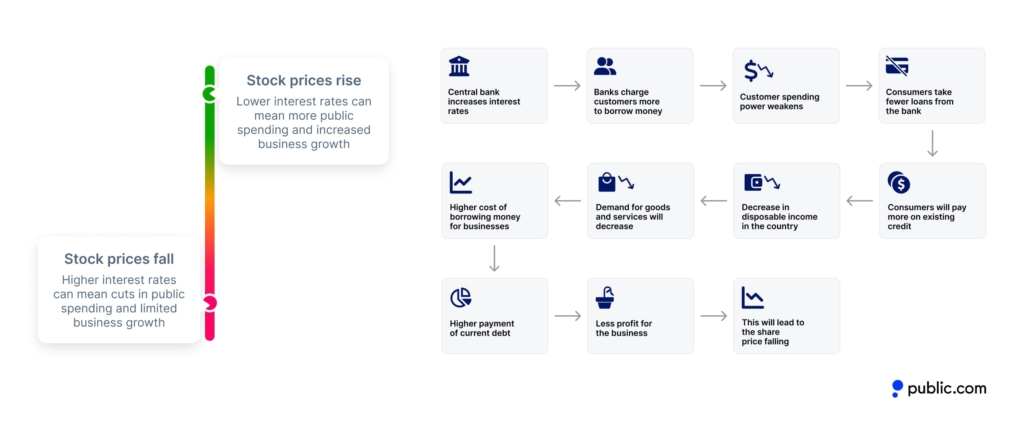 Stock prices rise
Lower interest rates can
mean more public
spending and increased
business growth
Stock prices fall
Higher interest rates
can mean cuts in public
spending and limited
business growth
Central bank
increases interest
rates
Banks charge
customers more
to borrow money
Customer spending
power weakens
Consumers take
fewer loans from
the bank
Consumers will pay
more on existing
credit
Decrease in
disposable income
in the country
Demand for goods
and services will
decrease
Higher cost of
borrowing money
for businesses
Higher payment
of current debt
Less profit for
the business
This will lead to
the share
price falling
public.com